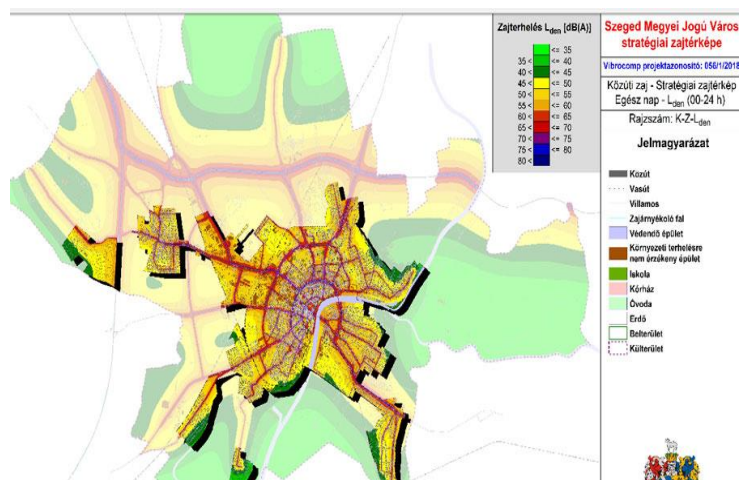 Zajterhelés Lden [dB(A)]
<= 35
35 < <= 40
40 < <= 45
45 < <= 50
50 < <= 55
55 < <= 60
60 < <= 65
65 < <= 70
70 < <= 75
75 < <= 80
80 <
Szeged Megyei Jogú Város
stratégiai zajtérképe
Vibrocomp projektazonosító: 056/1/2018
Közúti zaj - Stratégiai zajtérkép
Egész nap - Lden (00-24 h)
Rajzszám: K-Z-Lden
Jelmagyarázat
Közút
Vasút
Villamos
Zajárnyékoló fal
Védendő épület
Környezeti terhelésre
nem érzékeny épület
Iskola
Kórház
Óvoda
Erdő
Belterület
Külterület